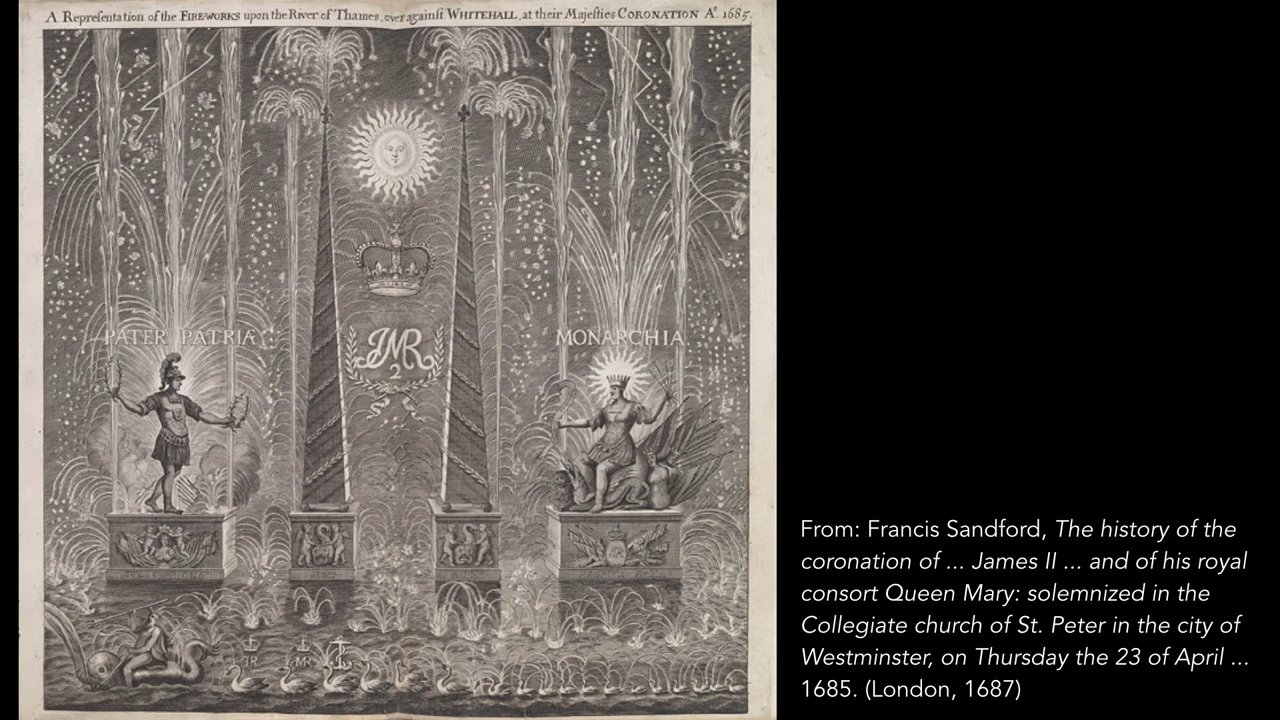 A Representation of the FIREWORKS upon the River of Thames, over against WHITEHALL, at their Majesties CORONATION Aº. 1685.
PATER PATRIÆ
MONARCHIA
JMR
2
JR
MR
From: Francis Sandford, The history of the
coronation of ... James II ... and of his royal
consort Queen Mary: solemnized in the
Collegiate church of St. Peter in the city of
Westminster, on Thursday the 23 of April ...
1685. (London, 1687)